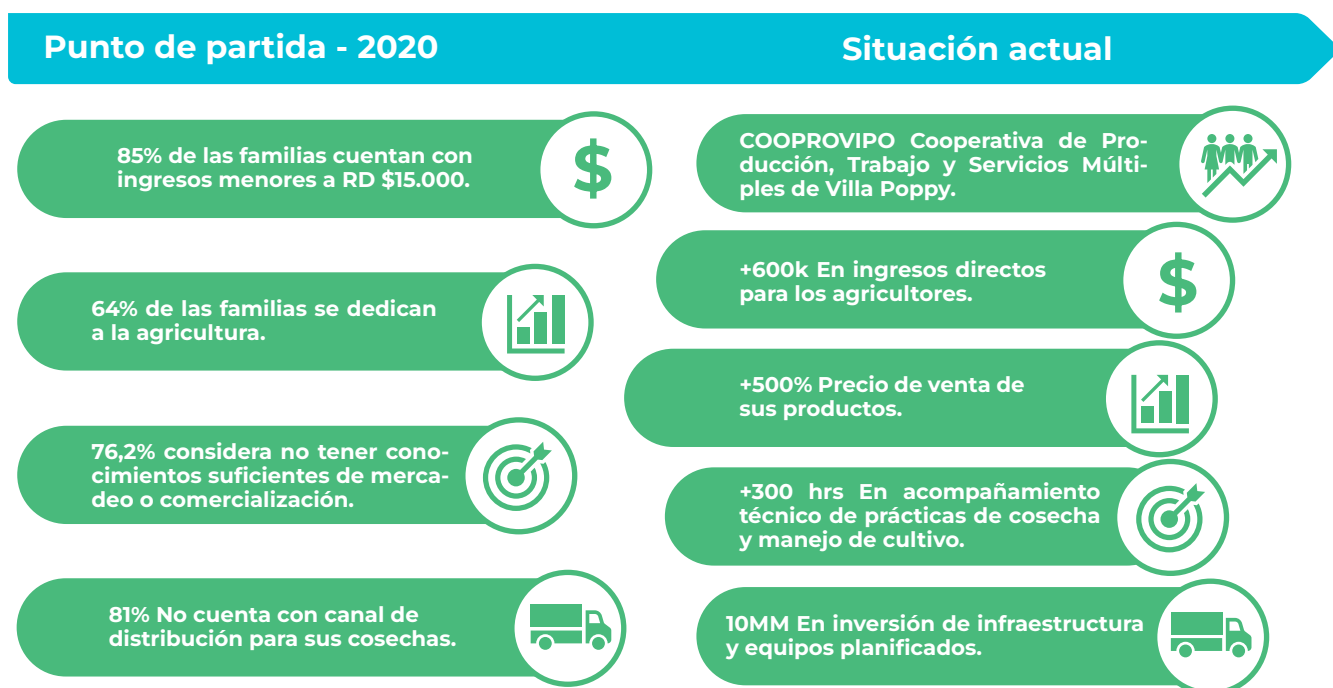 Punto de partida - 2020
Situación actual
85% de las familias cuentan con
ingresos menores a RD $15.000.
64% de las familias se dedican
a la agricultura.
76,2% considera no tener cono-
cimientos suficientes de merca-
deo o comercialización.
81% No cuenta con canal de
distribución para sus cosechas.
COOPROVIPO Cooperativa de Pro-
ducción, Trabajo y Servicios Múlti-
ples de Villa Poppy.
+600k En ingresos directos
para los agricultores.
+500% Precio de venta de
sus productos.
+300 hrs En acompañamiento
técnico de prácticas de cosecha
y manejo de cultivo.
10MM En inversión de infraestructura
y equipos planificados.